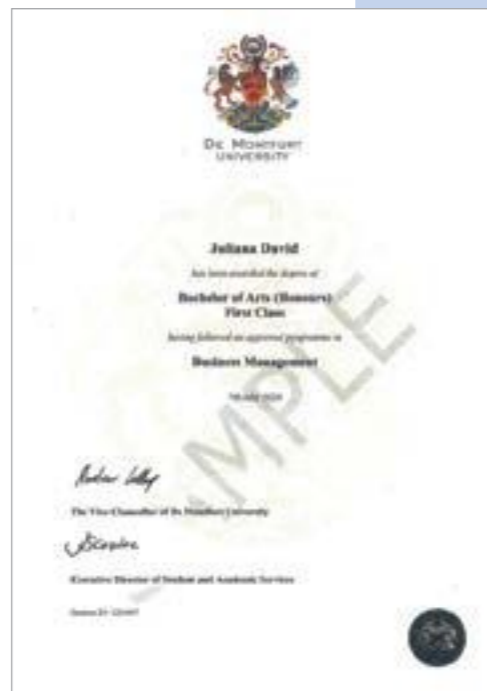 DE MONTFORT
UNIVERSITY
Juliana David
has been awarded the degree of
Bachelor of Arts (Honours)
First Class
having followed an approved programme in
Business Management
SAMPLE
The Vice-Chancellor of De Montfort University
Executive Director of Student and Academic Services